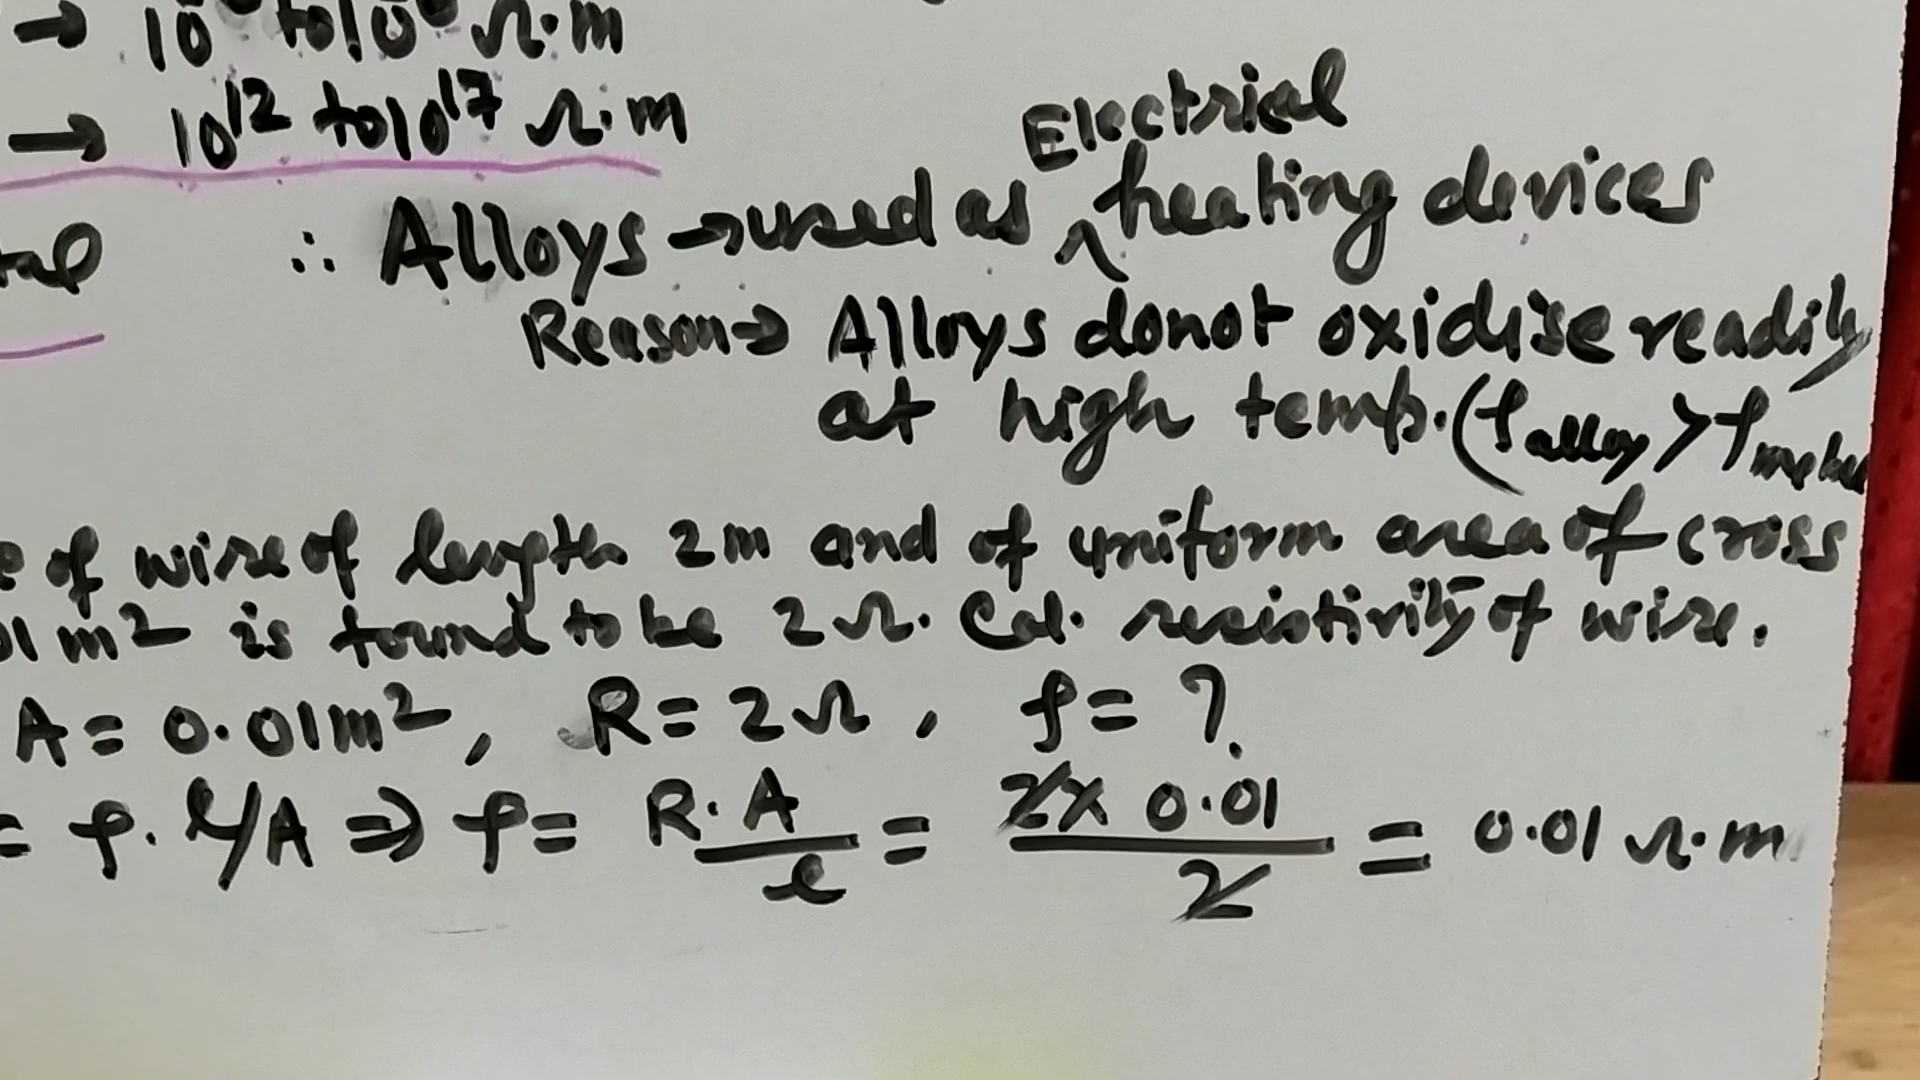 → 10 to 10 Ω·m
→ 10¹² to 10¹⁷ Ω·m
Electrical
∴ Alloys → used as ^ heating devices
Reason → Alloys donot oxidise readily
at high temp. (ρ alloy > ρ
of wire of length 2m and of uniform area of cross
m² is found to be 2Ω. Cal. resistivity of wire.
A = 0.01m², R = 2Ω, ρ = ?
= ρ. l/A ⇒ ρ = R.A/l = 2 x 0.01/2 = 0.01 Ω·m